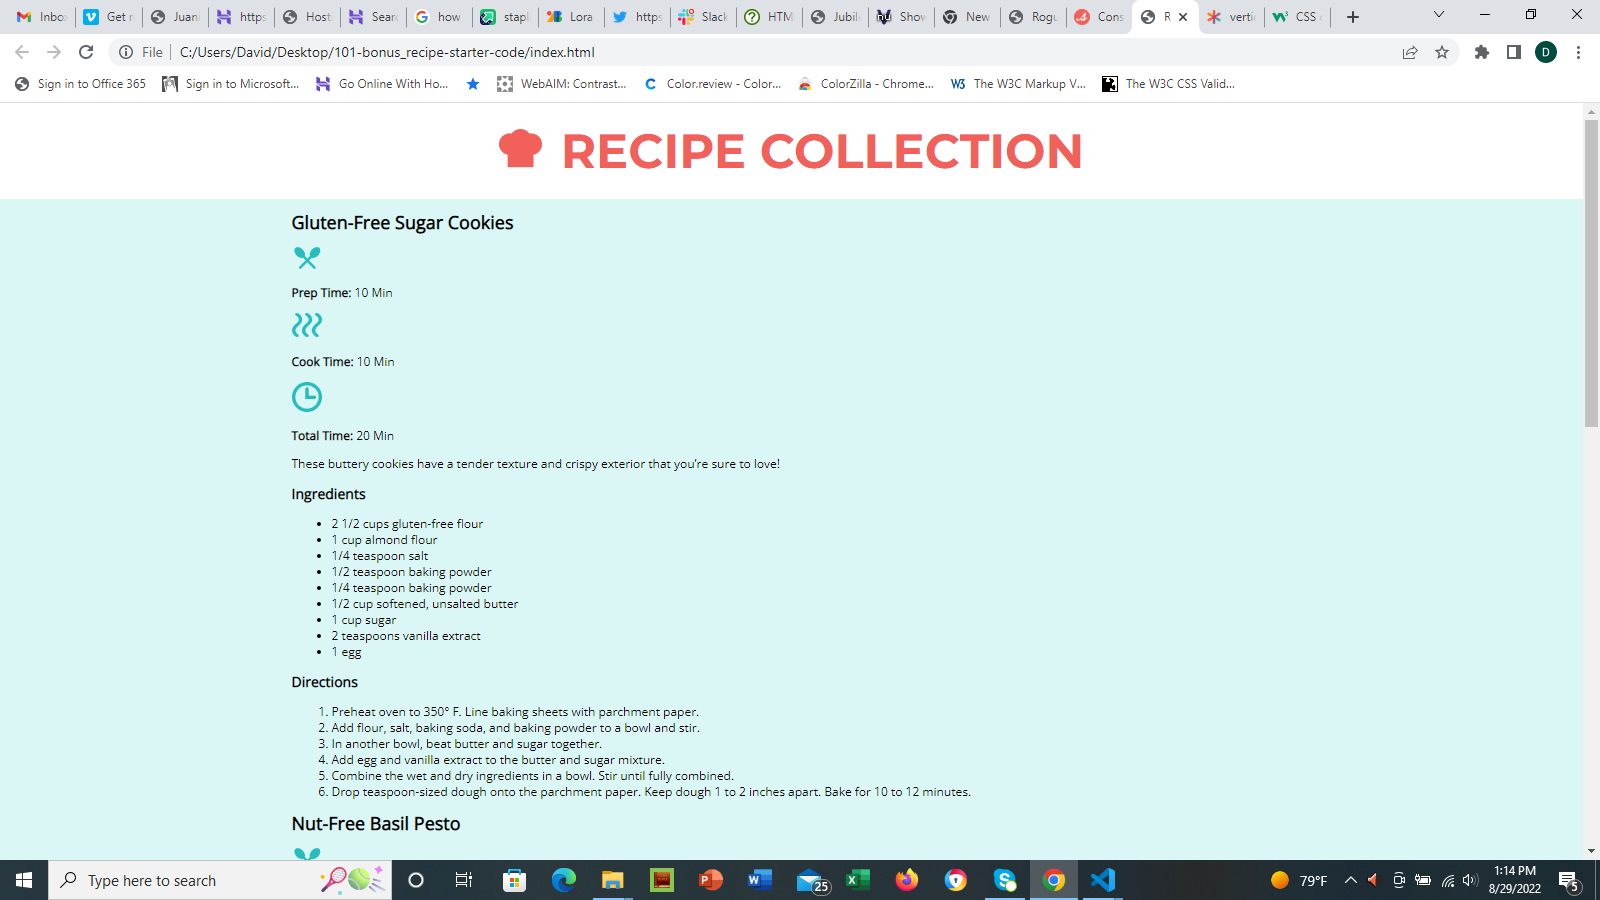 Inbo
Get r
Juan
https
Host
Sear
how
stapl
Lora
https
Slack
HTM
Jubil
Show
New
Rogu
Cons
R
verti
CSS
File
C:/Users/David/Desktop/101-bonus_recipe-starter-code/index.html
D
Sign in to Office 365
Sign in to Microsoft...
Go Online With Ho...
WebAIM: Contrast...
Color.review - Color...
ColorZilla - Chrome...
The W3C Markup V...
The W3C CSS Valid...
RECIPE COLLECTION
Gluten-Free Sugar Cookies
Prep Time: 10 Min
Cook Time: 10 Min
Total Time: 20 Min
These buttery cookies have a tender texture and crispy exterior that you’re sure to love!
Ingredients
• 2 1/2 cups gluten-free flour
• 1 cup almond flour
• 1/4 teaspoon salt
• 1/2 teaspoon baking powder
• 1/4 teaspoon baking powder
• 1/2 cup softened, unsalted butter
• 1 cup sugar
• 2 teaspoons vanilla extract
• 1 egg
Directions
1. Preheat oven to 350° F. Line baking sheets with parchment paper.
2. Add flour, salt, baking soda, and baking powder to a bowl and stir.
3. In another bowl, beat butter and sugar together.
4. Add egg and vanilla extract to the butter and sugar mixture.
5. Combine the wet and dry ingredients in a bowl. Stir until fully combined.
6. Drop teaspoon-sized dough onto the parchment paper. Keep dough 1 to 2 inches apart. Bake for 10 to 12 minutes.
Nut-Free Basil Pesto
Type here to search
25
79°F
1:14 PM
8/29/2022
5